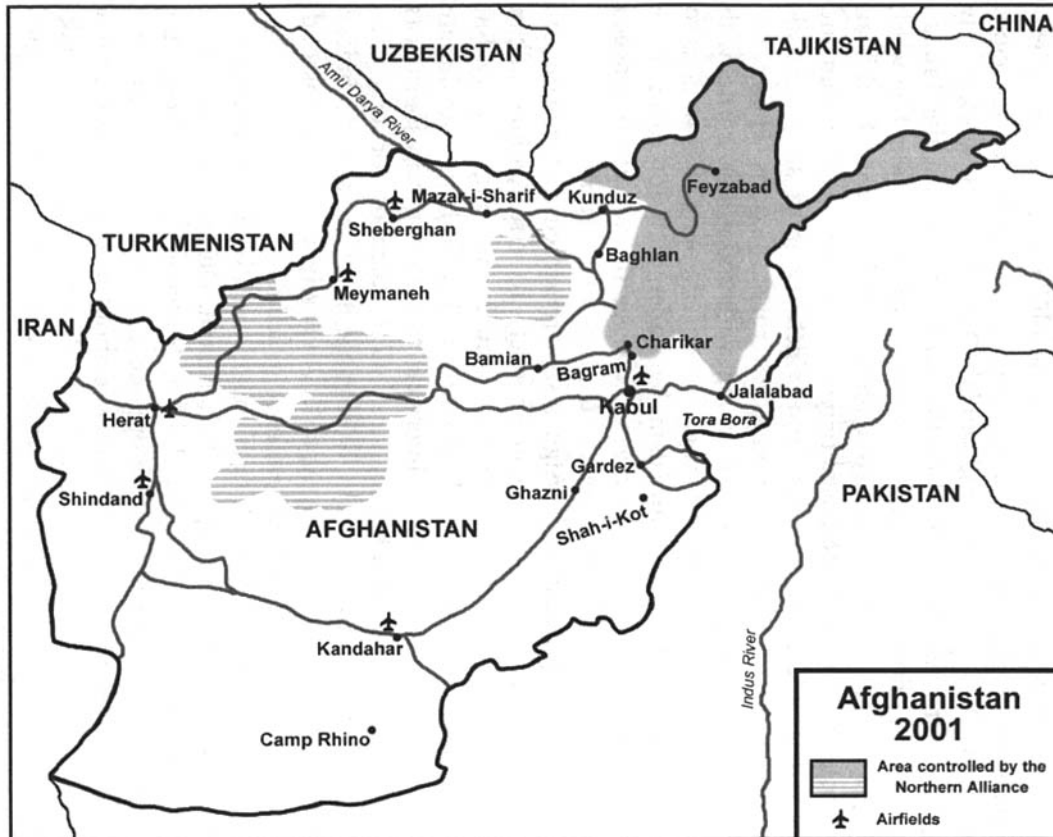 CHINA
UZBEKISTAN
TAJIKISTAN
Amu Darya River
Feyzabad
Mazar-i-Sharif
Kunduz
Sheberghan
TURKMENISTAN
Baghlan
Meymaneh
IRAN
Charikar
Bamian
Bagram
Jalalabad
Kabul
Herat
Tora Bora
Gardez
Shindand
Ghazni
PAKISTAN
Shah-i-Kot
AFGHANISTAN
Kandahar
Indus River
Camp Rhino
Afghanistan
2001
Area controlled by the
Northern Alliance
Airfields